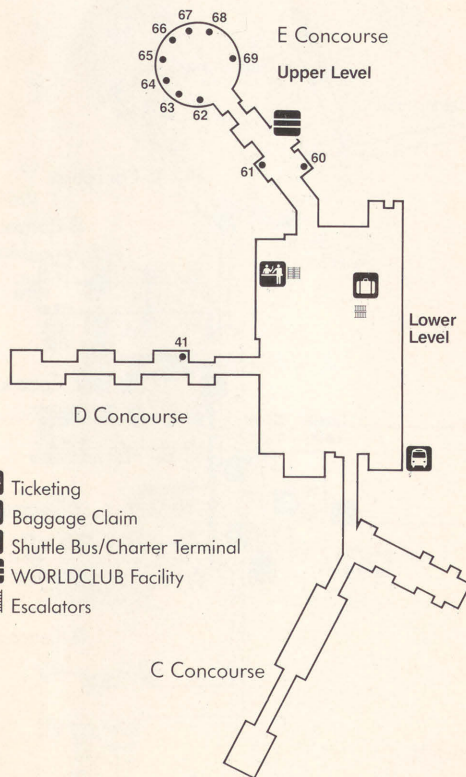 67 68
66
E Concourse
65
69
Upper Level
64
63 62
60
61
Lower
Level
41
D Concourse
Ticketing
Baggage Claim
Shuttle Bus/Charter Terminal
WORLDCLUB Facility
Escalators
C Concourse